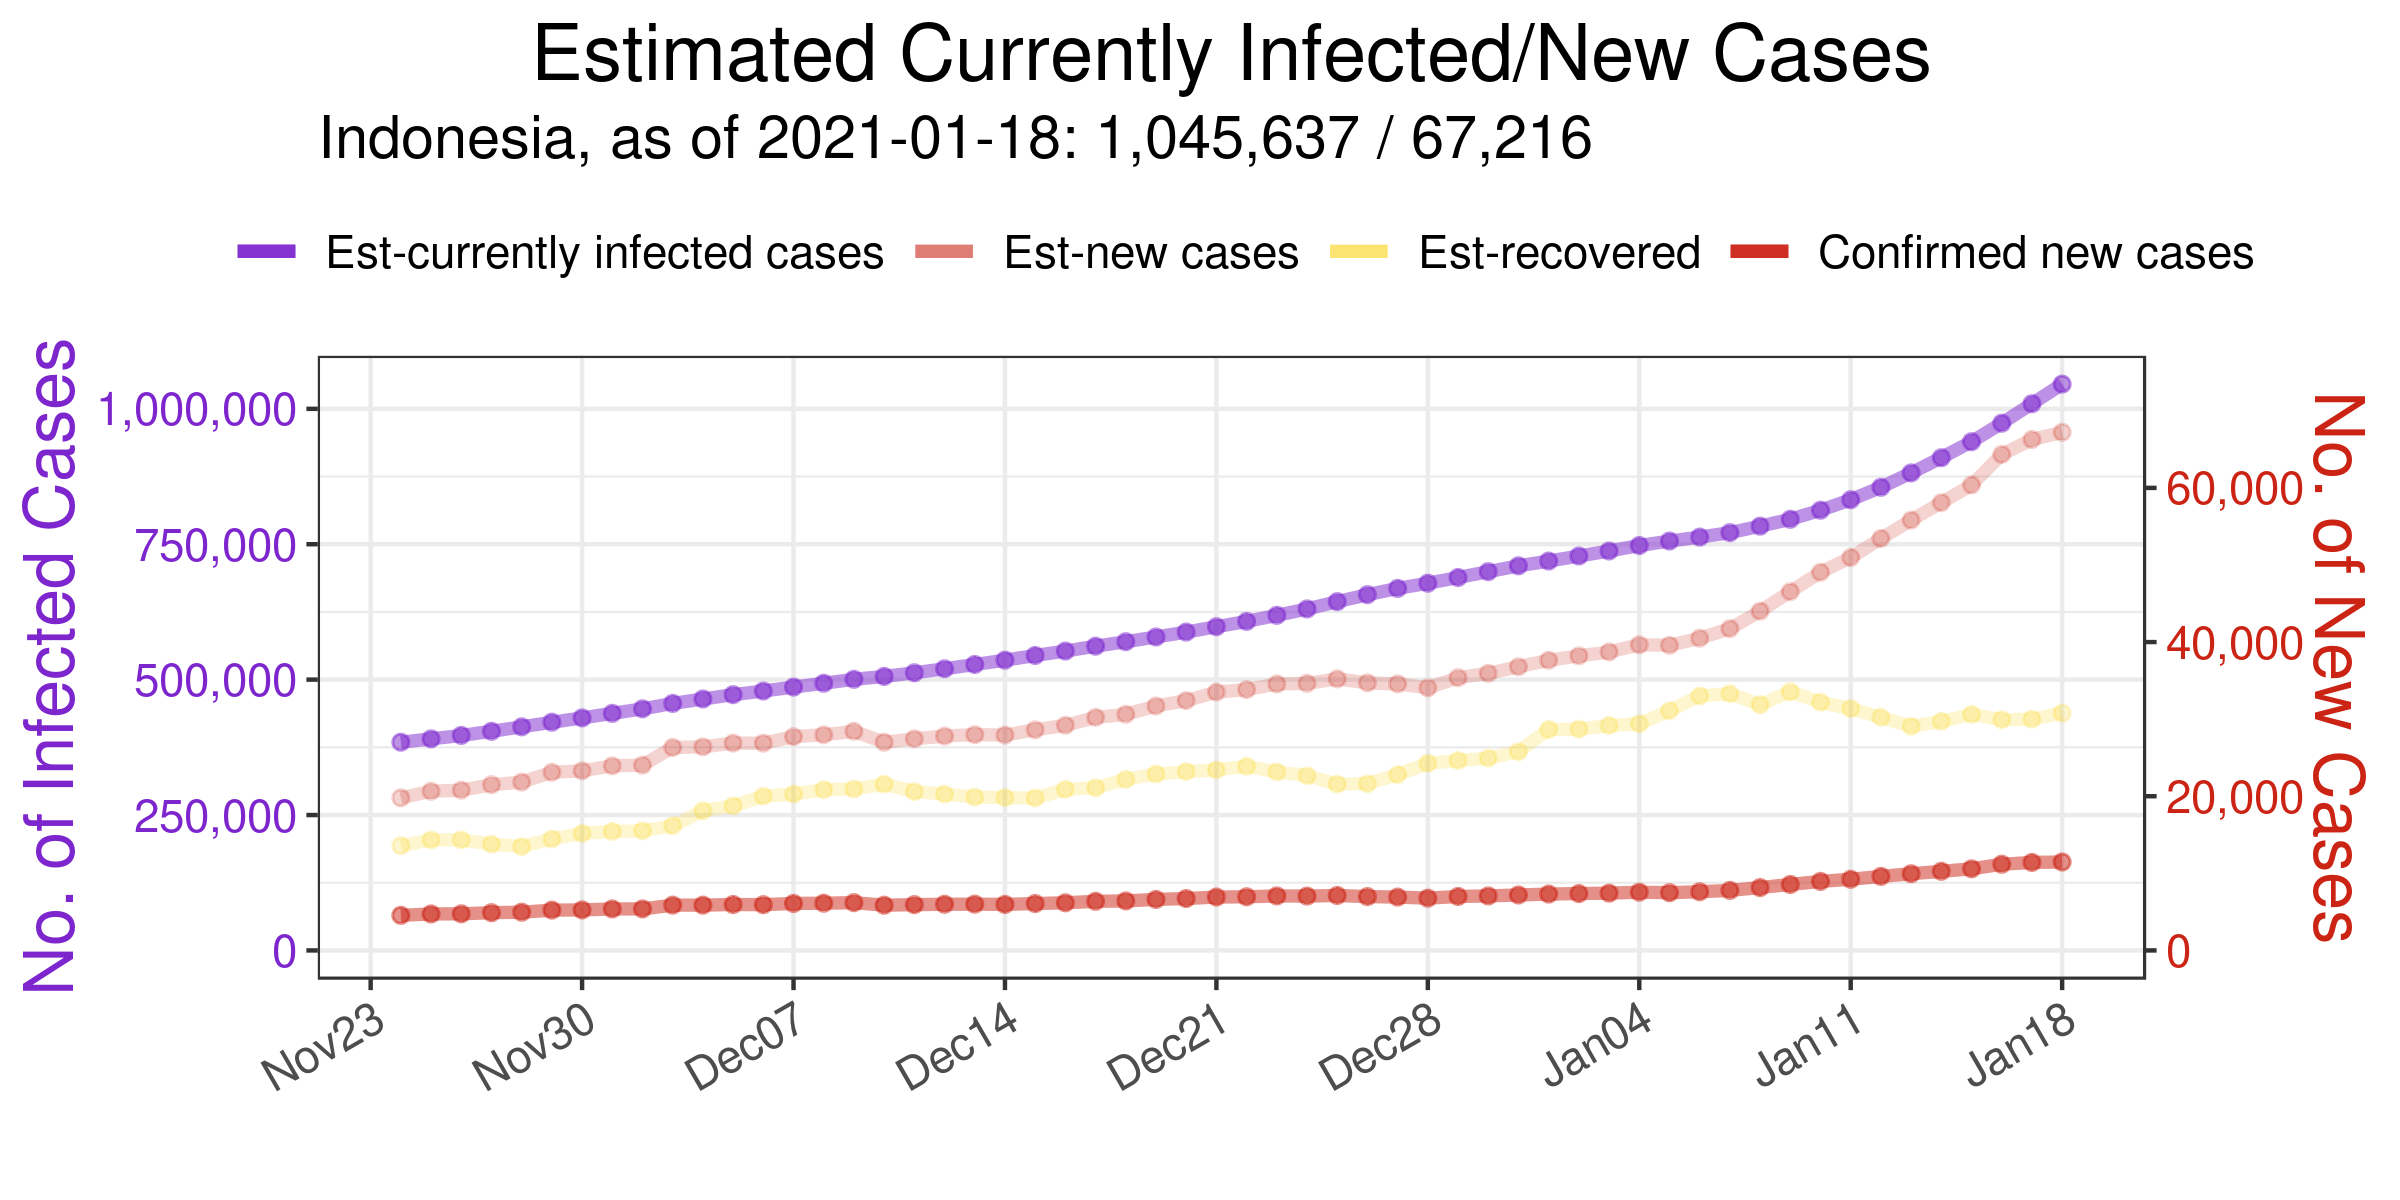 Estimated Currently Infected/New Cases
Indonesia, as of 2021-01-18: 1,045,637 / 67,216
Est-currently infected cases Est-new cases Est-recovered Confirmed new cases
No. of Infected Cases
1,000,000
750,000
500,000
250,000
0
60,000
40,000
20,000
0
No. of New Cases
Nov23 Nov30 Dec07 Dec14 Dec21 Dec28 Jan04 Jan11 Jan18